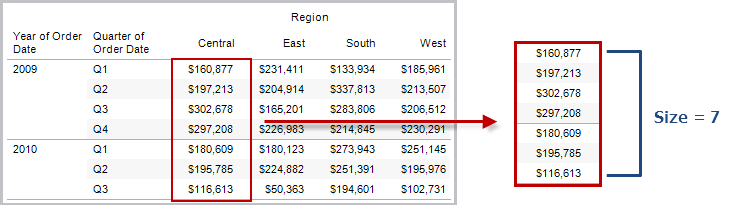 Region
Year of Order Date Quarter of Order Date Central East South West
2009 Q1 $160,877 $231,411 $133,934 $185,961
Q2 $197,213 $204,914 $337,813 $213,507
Q3 $302,678 $165,201 $283,806 $206,512
Q4 $297,208 $226,983 $214,845 $230,291
2010 Q1 $180,609 $180,123 $273,943 $251,145
Q2 $195,785 $224,882 $251,391 $195,976
Q3 $116,613 $50,363 $194,601 $102,731
$160,877
$197,213
$302,678
$297,208
$180,609
$195,785
$116,613
Size = 7